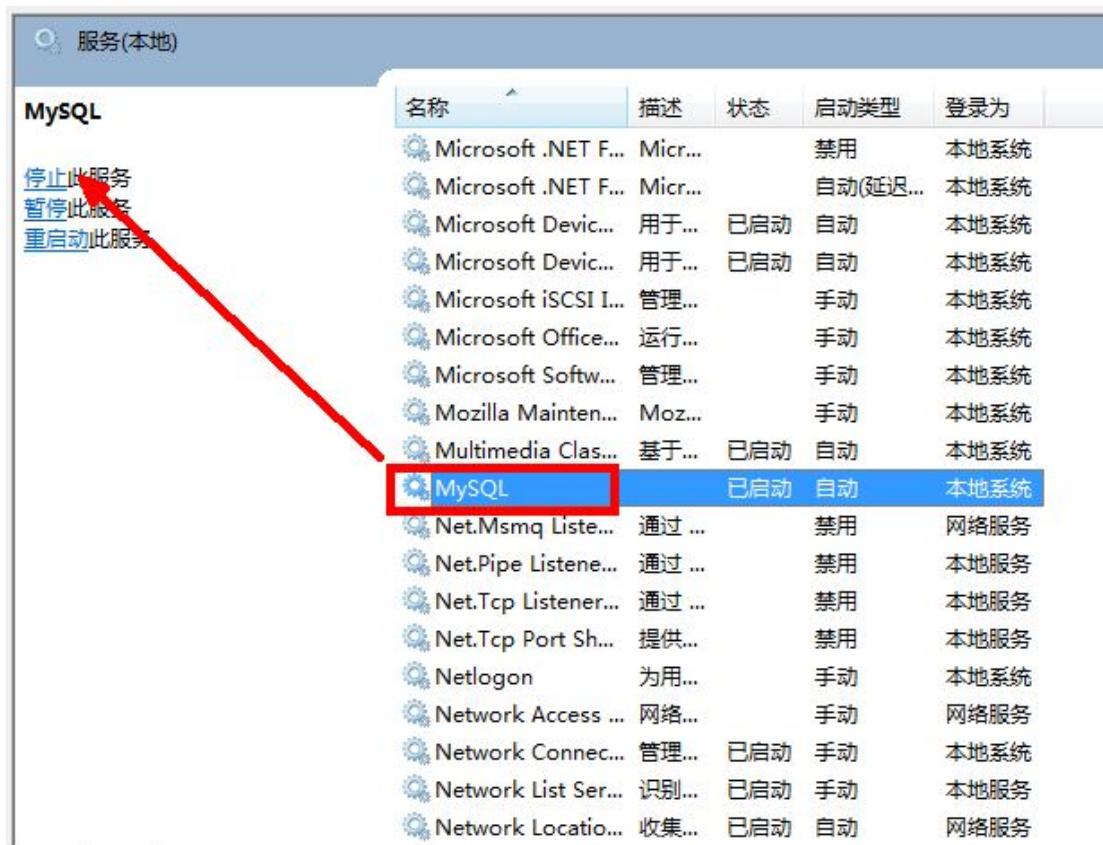 服务(本地)
MySQL
停止此服务
暂停此服务
重启动此服务
名称 描述 状态 启动类型 登录为
Microsoft .NET F... Micr... 禁用 本地系统
Microsoft .NET F... Micr... 自动(延迟... 本地系统
Microsoft Devic... 用于... 已启动 自动 本地系统
Microsoft Devic... 用于... 已启动 自动 本地系统
Microsoft iSCSI I... 管理... 手动 本地系统
Microsoft Office... 运行... 手动 本地系统
Microsoft Softw... 管理... 手动 本地系统
Mozilla Mainten... Moz... 手动 本地系统
Multimedia Clas... 基于... 已启动 自动 本地系统
MySQL 已启动 自动 本地系统
Net.Msmq Liste... 通过 ... 禁用 网络服务
Net.Pipe Listene... 通过 ... 禁用 本地服务
Net.Tcp Listener... 通过 ... 禁用 本地服务
Net.Tcp Port Sh... 提供... 禁用 本地服务
Netlogon 为用... 手动 本地系统
Network Access ... 网络... 手动 网络服务
Network Connec... 管理... 已启动 手动 本地系统
Network List Ser... 识别... 已启动 手动 本地服务
Network Locatio... 收集... 已启动 自动 网络服务